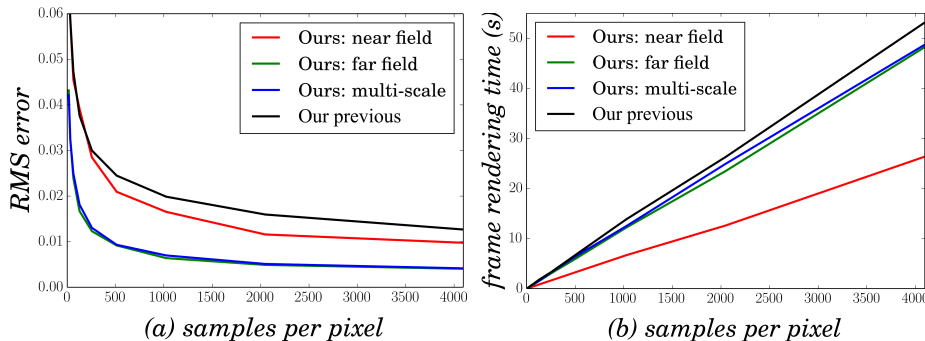 0.06
0.05
0.04
0.03
0.02
0.01
0.00
RMS error
Ours: near field
Ours: far field
Ours: multi-scale
Our previous
0 500 1000 1500 2000 2500 3000 3500 4000
(a) samples per pixel
50
40
30
20
10
0
frame rendering time (s)
Ours: near field
Ours: far field
Ours: multi-scale
Our previous
500 1000 1500 2000 2500 3000 3500 4000
(b) samples per pixel